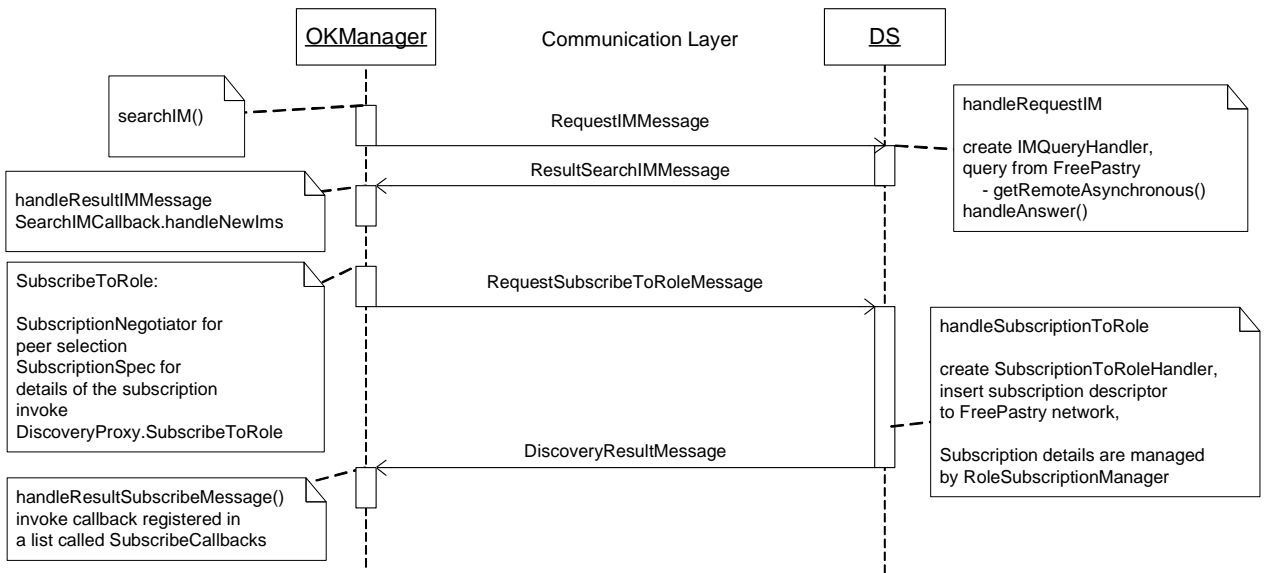 OKManager
Communication Layer
DS
searchIM()
RequestIMMessage
handleRequestIM
create IMQueryHandler,
query from FreePastry
- getRemoteAsynchronous()
handleAnswer()
ResultSearchIMMessage
handleResultIMMessage
SearchIMCallback.handleNewIms
SubscribeToRole:
SubscriptionNegotiator for
peer selection
SubscriptionSpec for
details of the subscription
invoke
DiscoveryProxy.SubscribeToRole
RequestSubscribeToRoleMessage
handleSubscriptionToRole
create SubscriptionToRoleHandler,
insert subscription descriptor
to FreePastry network,
Subscription details are managed
by RoleSubscriptionManager
DiscoveryResultMessage
handleResultSubscribeMessage()
invoke callback registered in
a list called SubscribeCallbacks